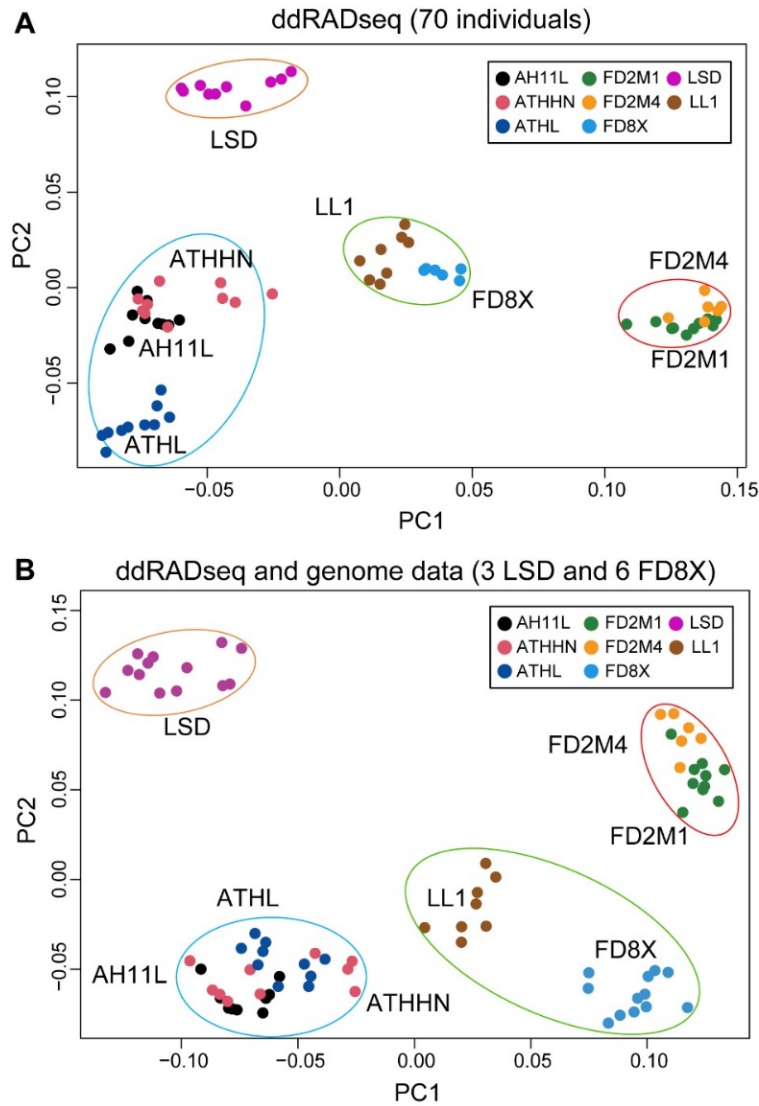 A
ddRADseq (70 individuals)
AH11L FD2M1 LSD
ATHHN FD2M4 LL1
ATHL FD8X
LSD
LL1
FD8X
FD2M4
FD2M1
ATHHN
AH11L
ATHL
PC2
0.10
0.05
0.00
−0.05
−0.05 0.00 0.05 0.10 0.15
PC1
B
ddRADseq and genome data (3 LSD and 6 FD8X)
AH11L FD2M1 LSD
ATHHN FD2M4 LL1
ATHL FD8X
LSD
FD2M4
FD2M1
LL1
FD8X
ATHL
AH11L
ATHHN
PC2
0.15
0.10
0.05
0.00
−0.05
−0.10 −0.05 0.00 0.05 0.10
PC1